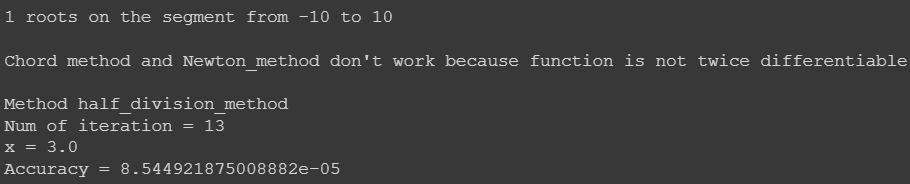 1 roots on the segment from -10 to 10
Chord method and Newton_method don't work because function is not twice differentiable
Method half_division_method
Num of iteration = 13
x = 3.0
Accuracy = 8.544921875008882e-05